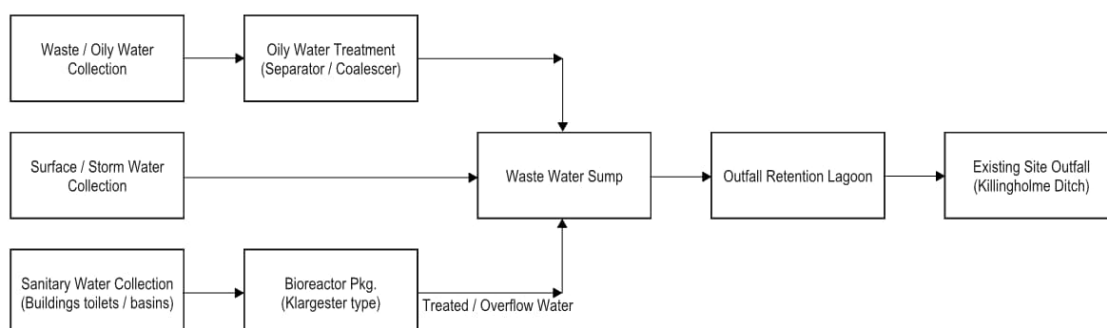 Waste / Oily Water
Collection
Oily Water Treatment
(Separator / Coalescer)
Surface / Storm Water
Collection
Waste Water Sump
Outfall Retention Lagoon
Existing Site Outfall
(Killingholme Ditch)
Sanitary Water Collection
(Buildings toilets / basins)
Bioreactor Pkg.
(Klargester type)
Treated / Overflow Water